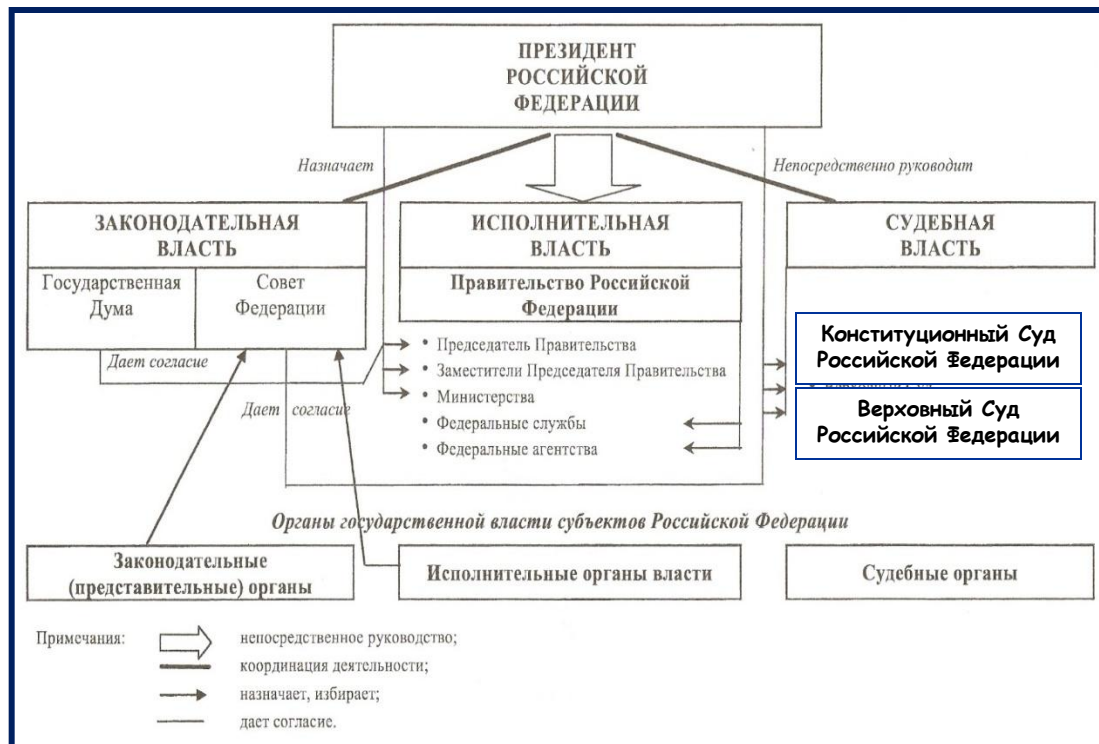 ПРЕЗИДЕНТ
РОССИЙСКОЙ
ФЕДЕРАЦИИ
Назначает
Непосредственно руководит
ЗАКОНОДАТЕЛЬНАЯ
ВЛАСТЬ
Государственная
Дума
Совет
Федерации
ИСПОЛНИТЕЛЬНАЯ
ВЛАСТЬ
Правительство Российской
Федерации
СУДЕБНАЯ
ВЛАСТЬ
Конституционный Суд
Российской Федерации
Верховный Суд
Российской Федерации
Дает согласие
Дает согласие
• Председатель Правительства
• Заместители Председателя Правительства
• Министерства
• Федеральные службы
• Федеральные агентства
Органы государственной власти субъектов Российской Федерации
Законодательные
(представительные) органы
Исполнительные органы власти
Судебные органы
Примечания:
непосредственное руководство;
координация деятельности;
назначает, избирает;
дает согласие.